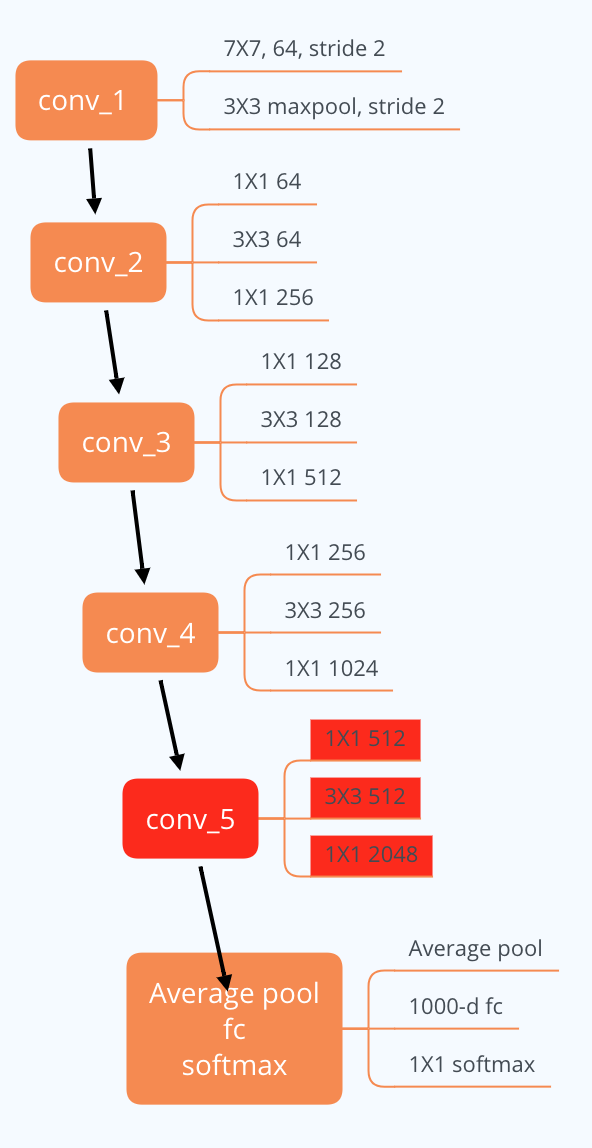 conv_1
7X7, 64, stride 2
3X3 maxpool, stride 2
conv_2
1X1 64
3X3 64
1X1 256
conv_3
1X1 128
3X3 128
1X1 512
conv_4
1X1 256
3X3 256
1X1 1024
conv_5
1X1 512
3X3 512
1X1 2048
Average pool
fc
softmax
Average pool
1000-d fc
1X1 softmax